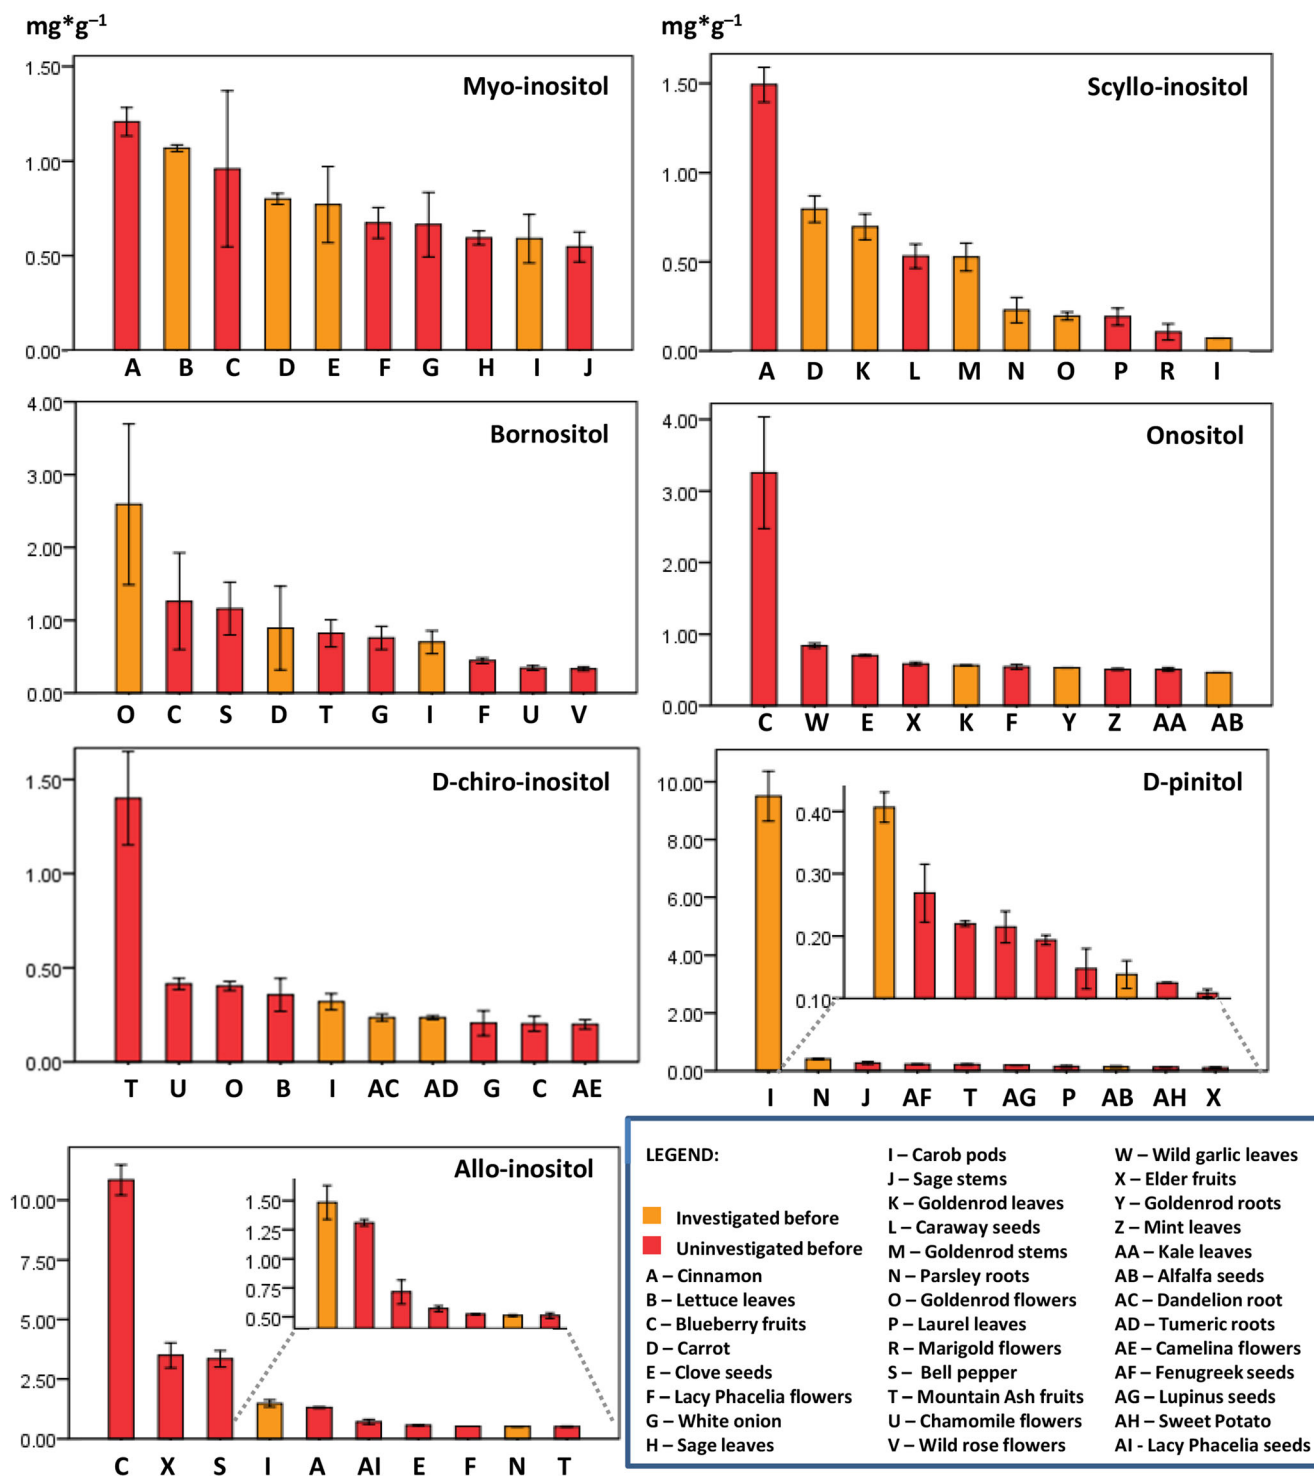 mg*g⁻¹
Myo-inositol
1.50
1.00
0.50
0.00
A B C D E F G H I J
mg*g⁻¹
Scyllo-inositol
1.50
1.00
0.50
0.00
A D K L M N O P R I
Bornositol
4.00
3.00
2.00
1.00
0.00
O C S D T G I F U V
Onositol
4.00
3.00
2.00
1.00
0.00
C W E X K F Y Z AA AB
D-chiro-inositol
1.50
1.00
0.50
0.00
T U O B I AC AD G C AE
D-pinitol
10.00
8.00
6.00
4.00
2.00
0.00
0.40
0.30
0.20
0.10
I N J AF T AG P AB AH X
Allo-inositol
10.00
7.50
5.00
2.50
0.00
1.50
1.25
1.00
0.75
0.50
C X S I A AI E F N T
LEGEND:
Investigated before
Uninvestigated before
A – Cinnamon
B – Lettuce leaves
C – Blueberry fruits
D – Carrot
E – Clove seeds
F – Lacy Phacelia flowers
G – White onion
H – Sage leaves
I – Carob pods
J – Sage stems
K – Goldenrod leaves
L – Caraway seeds
M – Goldenrod stems
N – Parsley roots
O – Goldenrod flowers
P – Laurel leaves
R – Marigold flowers
S – Bell pepper
T – Mountain Ash fruits
U – Chamomile flowers
V – Wild rose flowers
W – Wild garlic leaves
X – Elder fruits
Y – Goldenrod roots
Z – Mint leaves
AA – Kale leaves
AB – Alfalfa seeds
AC – Dandelion root
AD – Tumeric roots
AE – Camelina flowers
AF – Fenugreek seeds
AG – Lupinus seeds
AH – Sweet Potato
AI - Lacy Phacelia seeds